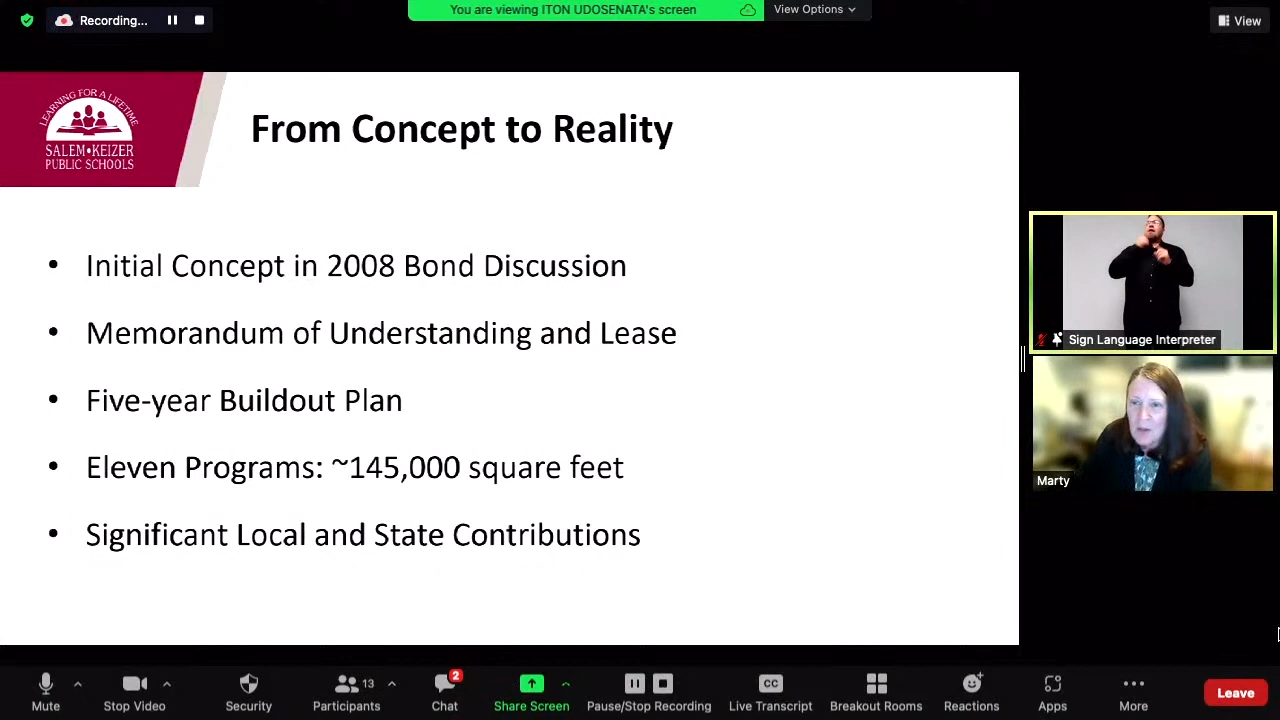 Recording...
You are viewing ITON UDOSENATA's screen
View Options
View
LEARNING FOR A LIFETIME
SALEM•KEIZER
PUBLIC SCHOOLS
From Concept to Reality
• Initial Concept in 2008 Bond Discussion
• Memorandum of Understanding and Lease
• Five-year Buildout Plan
• Eleven Programs: ~145,000 square feet
• Significant Local and State Contributions
Sign Language Interpreter
Marty
Mute
Stop Video
Security
13
Participants
2
Chat
Share Screen
Pause/Stop Recording
CC
Live Transcript
Breakout Rooms
Reactions
Apps
More
Leave